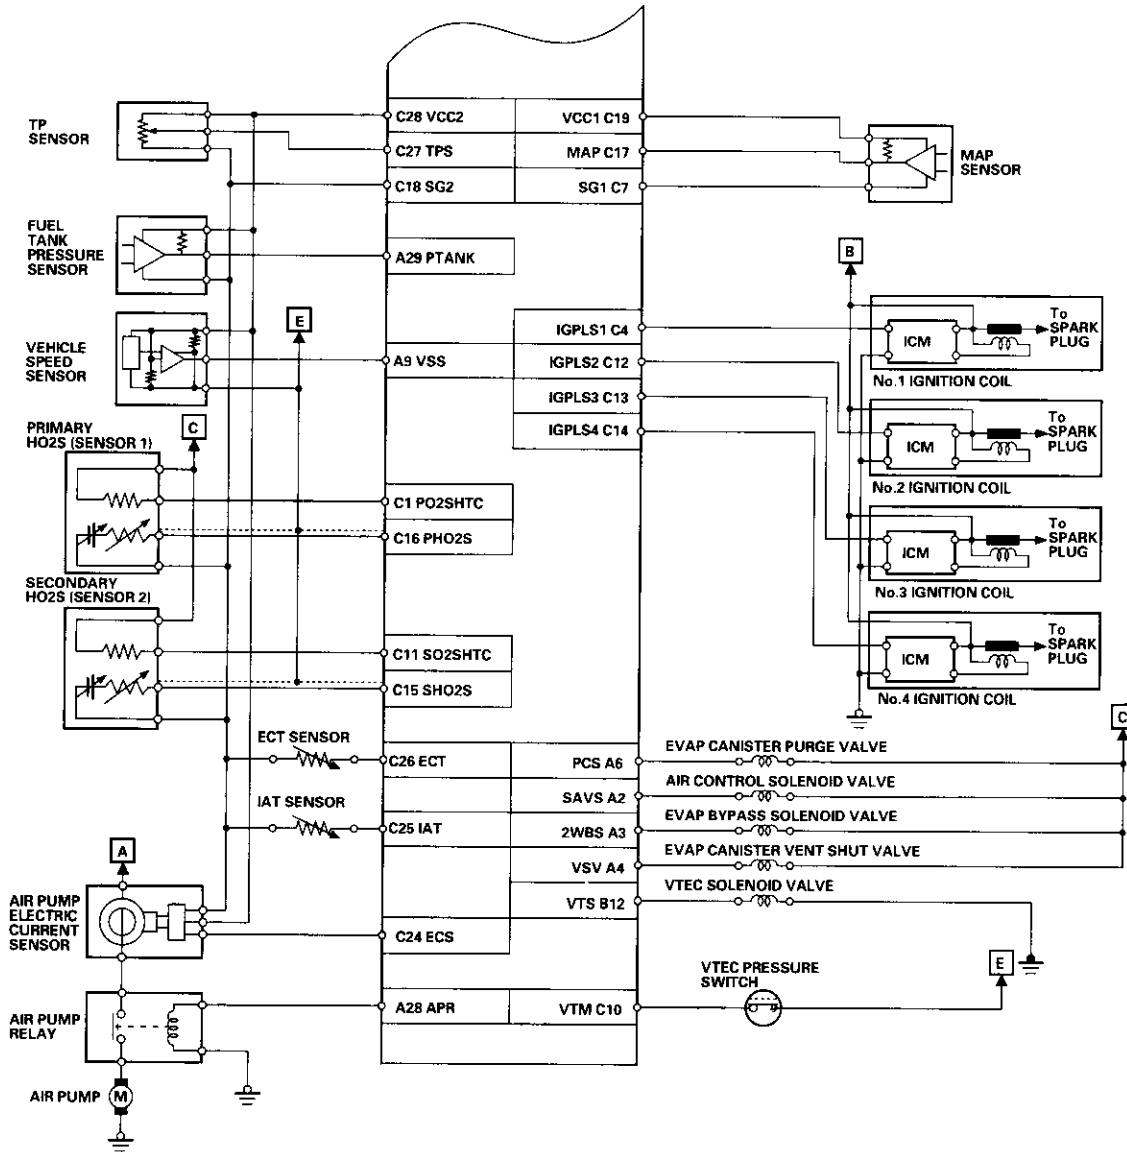 TP
SENSOR
C28 VCC2
VCC1 C19
C27 TPS
MAP C17
C18 SG2
SG1 C7
MAP
SENSOR
FUEL
TANK
PRESSURE
SENSOR
A29 PTANK
B
E
VEHICLE
SPEED
SENSOR
A9 VSS
IGPLS1 C4
IGPLS2 C12
IGPLS3 C13
IGPLS4 C14
ICM
To
SPARK
PLUG
No.1 IGNITION COIL
ICM
To
SPARK
PLUG
No.2 IGNITION COIL
ICM
To
SPARK
PLUG
No.3 IGNITION COIL
ICM
To
SPARK
PLUG
No.4 IGNITION COIL
C
PRIMARY
HO2S (SENSOR 1)
C1 PO2SHTC
C16 PHO2S
SECONDARY
HO2S (SENSOR 2)
C11 SO2SHTC
C15 SHO2S
C
ECT SENSOR
C26 ECT
IAT SENSOR
C25 IAT
PCS A6
EVAP CANISTER PURGE VALVE
SAVS A2
AIR CONTROL SOLENOID VALVE
2WBS A3
EVAP BYPASS SOLENOID VALVE
VSV A4
EVAP CANISTER VENT SHUT VALVE
VTS B12
VTEC SOLENOID VALVE
A
AIR PUMP
ELECTRIC
CURRENT
SENSOR
C24 ECS
E
VTEC PRESSURE
SWITCH
AIR PUMP
RELAY
A28 APR
VTM C10
AIR PUMP
M